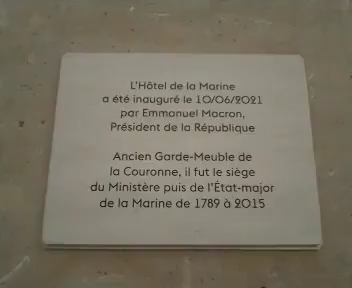 L'Hôtel de la Marine
a été inauguré le 10/06/2021
par Emmanuel Macron,
Président de la République
Ancien Garde-Meuble de
la Couronne, il fut le siège
du Ministère puis de l'État-major
de la Marine de 1789 à 2015